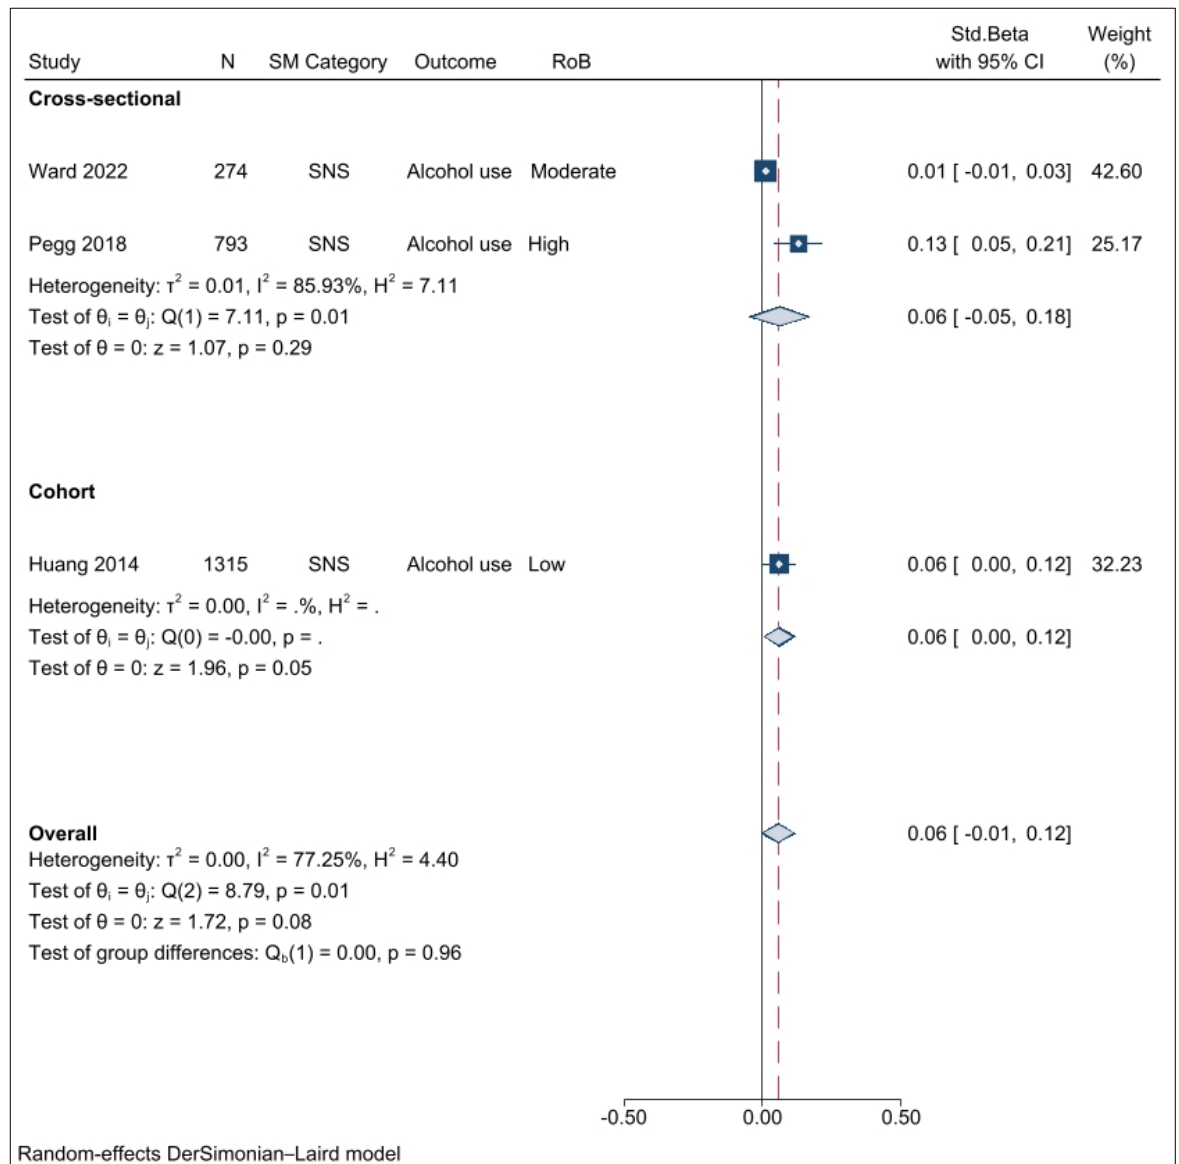 Std.Beta Weight
Study N SM Category Outcome RoB with 95% CI (%)
Cross-sectional
Ward 2022 274 SNS Alcohol use Moderate 0.01 [ -0.01, 0.03] 42.60
Pegg 2018 793 SNS Alcohol use High 0.13 [ 0.05, 0.21] 25.17
Heterogeneity: τ² = 0.01, I² = 85.93%, H² = 7.11
Test of θᵢ = θⱼ: Q(1) = 7.11, p = 0.01 0.06 [ -0.05, 0.18]
Test of θ = 0: z = 1.07, p = 0.29
Cohort
Huang 2014 1315 SNS Alcohol use Low 0.06 [ 0.00, 0.12] 32.23
Heterogeneity: τ² = 0.00, I² = .%, H² = .
Test of θᵢ = θⱼ: Q(0) = -0.00, p = . 0.06 [ 0.00, 0.12]
Test of θ = 0: z = 1.96, p = 0.05
Overall 0.06 [ -0.01, 0.12]
Heterogeneity: τ² = 0.00, I² = 77.25%, H² = 4.40
Test of θᵢ = θⱼ: Q(2) = 8.79, p = 0.01
Test of θ = 0: z = 1.72, p = 0.08
Test of group differences: Q_b(1) = 0.00, p = 0.96
-0.50 0.00 0.50
Random-effects DerSimonian–Laird model